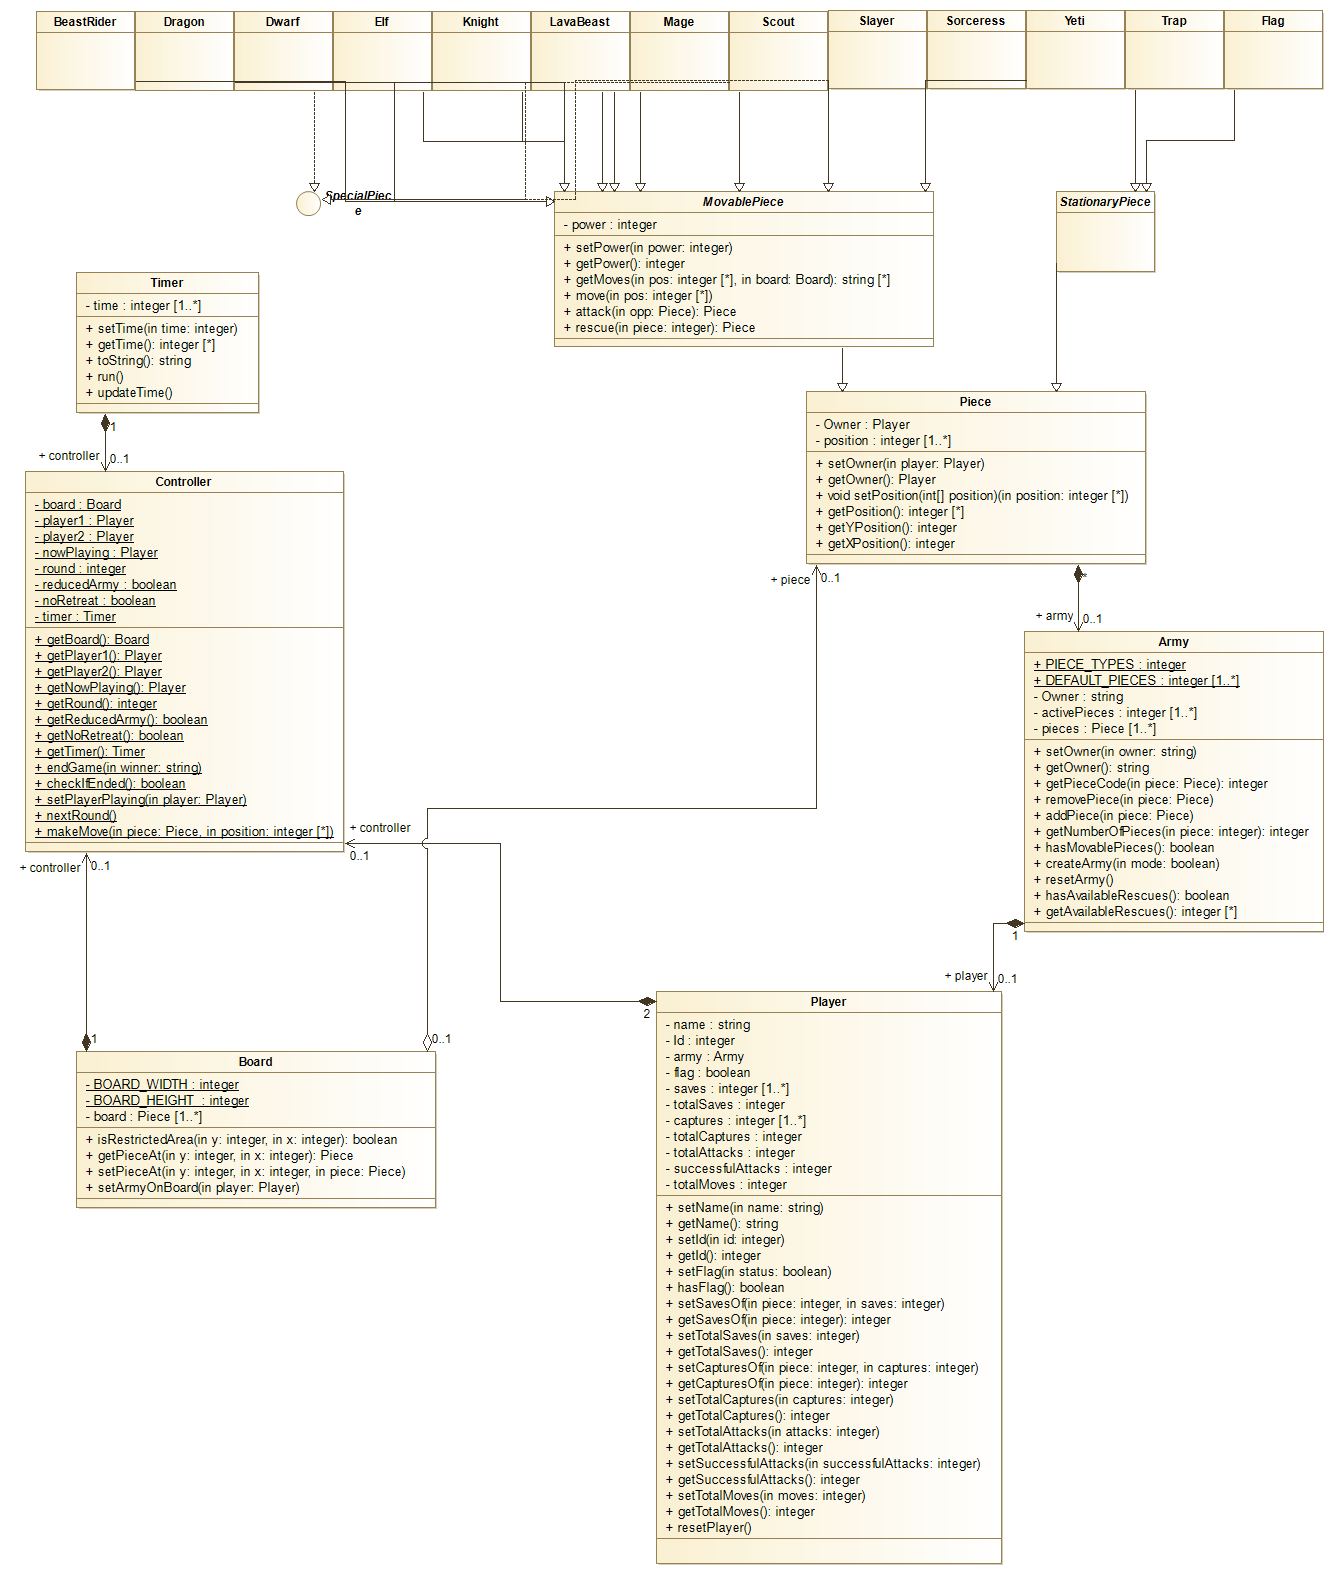 BeastRider
Dragon
Dwarf
Elf
Knight
LavaBeast
Mage
Scout
Slayer
Sorceress
Yeti
Trap
Flag
SpecialPiec
e
MovablePiece
- power : integer
+ setPower(in power: integer)
+ getPower(): integer
+ getMoves(in pos: integer [*], in board: Board): string [*]
+ move(in pos: integer [*])
+ attack(in opp: Piece): Piece
+ rescue(in piece: integer): Piece
StationaryPiece
Timer
- time : integer [1..*]
+ setTime(in time: integer)
+ getTime(): integer [*]
+ toString(): string
+ run()
+ updateTime()
1
+ controller
0..1
Piece
- Owner : Player
- position : integer [1..*]
+ setOwner(in player: Player)
+ getOwner(): Player
+ void setPosition(int[] position)(in position: integer [*])
+ getPosition(): integer [*]
+ getYPosition(): integer
+ getXPosition(): integer
+ piece
0..1
*
+ army
0..1
Controller
- board : Board
- player1 : Player
- player2 : Player
- nowPlaying : Player
- round : integer
- reducedArmy : boolean
- noRetreat : boolean
- timer : Timer
+ getBoard(): Board
+ getPlayer1(): Player
+ getPlayer2(): Player
+ getNowPlaying(): Player
+ getRound(): integer
+ getReducedArmy(): boolean
+ getNoRetreat(): boolean
+ getTimer(): Timer
+ endGame(in winner: string)
+ checkIfEnded(): boolean
+ setPlayerPlaying(in player: Player)
+ nextRound()
+ makeMove(in piece: Piece, in position: integer [*])
+ controller
0..1
+ controller
0..1
Army
+ PIECE_TYPES : integer
+ DEFAULT_PIECES : integer [1..*]
- Owner : string
- activePieces : integer [1..*]
- pieces : Piece [1..*]
+ setOwner(in owner: string)
+ getOwner(): string
+ getPieceCode(in piece: Piece): integer
+ removePiece(in piece: Piece)
+ addPiece(in piece: Piece)
+ getNumberOfPieces(in piece: integer): integer
+ hasMovablePieces(): boolean
+ createArmy(in mode: boolean)
+ resetArmy()
+ hasAvailableRescues(): boolean
+ getAvailableRescues(): integer [*]
1
+ player
0..1
2
1
0..1
Board
- BOARD_WIDTH : integer
- BOARD_HEIGHT  : integer
- board : Piece [1..*]
+ isRestrictedArea(in y: integer, in x: integer): boolean
+ getPieceAt(in y: integer, in x: integer): Piece
+ setPieceAt(in y: integer, in x: integer, in piece: Piece)
+ setArmyOnBoard(in player: Player)
Player
- name : string
- Id : integer
- army : Army
- flag : boolean
- saves : integer [1..*]
- totalSaves : integer
- captures : integer [1..*]
- totalCaptures : integer
- totalAttacks : integer
- successfulAttacks : integer
- totalMoves : integer
+ setName(in name: string)
+ getName(): string
+ setId(in id: integer)
+ getId(): integer
+ setFlag(in status: boolean)
+ hasFlag(): boolean
+ setSavesOf(in piece: integer, in saves: integer)
+ getSavesOf(in piece: integer): integer
+ setTotalSaves(in saves: integer)
+ getTotalSaves(): integer
+ setCapturesOf(in piece: integer, in captures: integer)
+ getCapturesOf(in piece: integer): integer
+ setTotalCaptures(in captures: integer)
+ getTotalCaptures(): integer
+ setTotalAttacks(in attacks: integer)
+ getTotalAttacks(): integer
+ setSuccessfulAttacks(in successfulAttacks: integer)
+ getSuccessfulAttacks(): integer
+ setTotalMoves(in moves: integer)
+ getTotalMoves(): integer
+ resetPlayer()